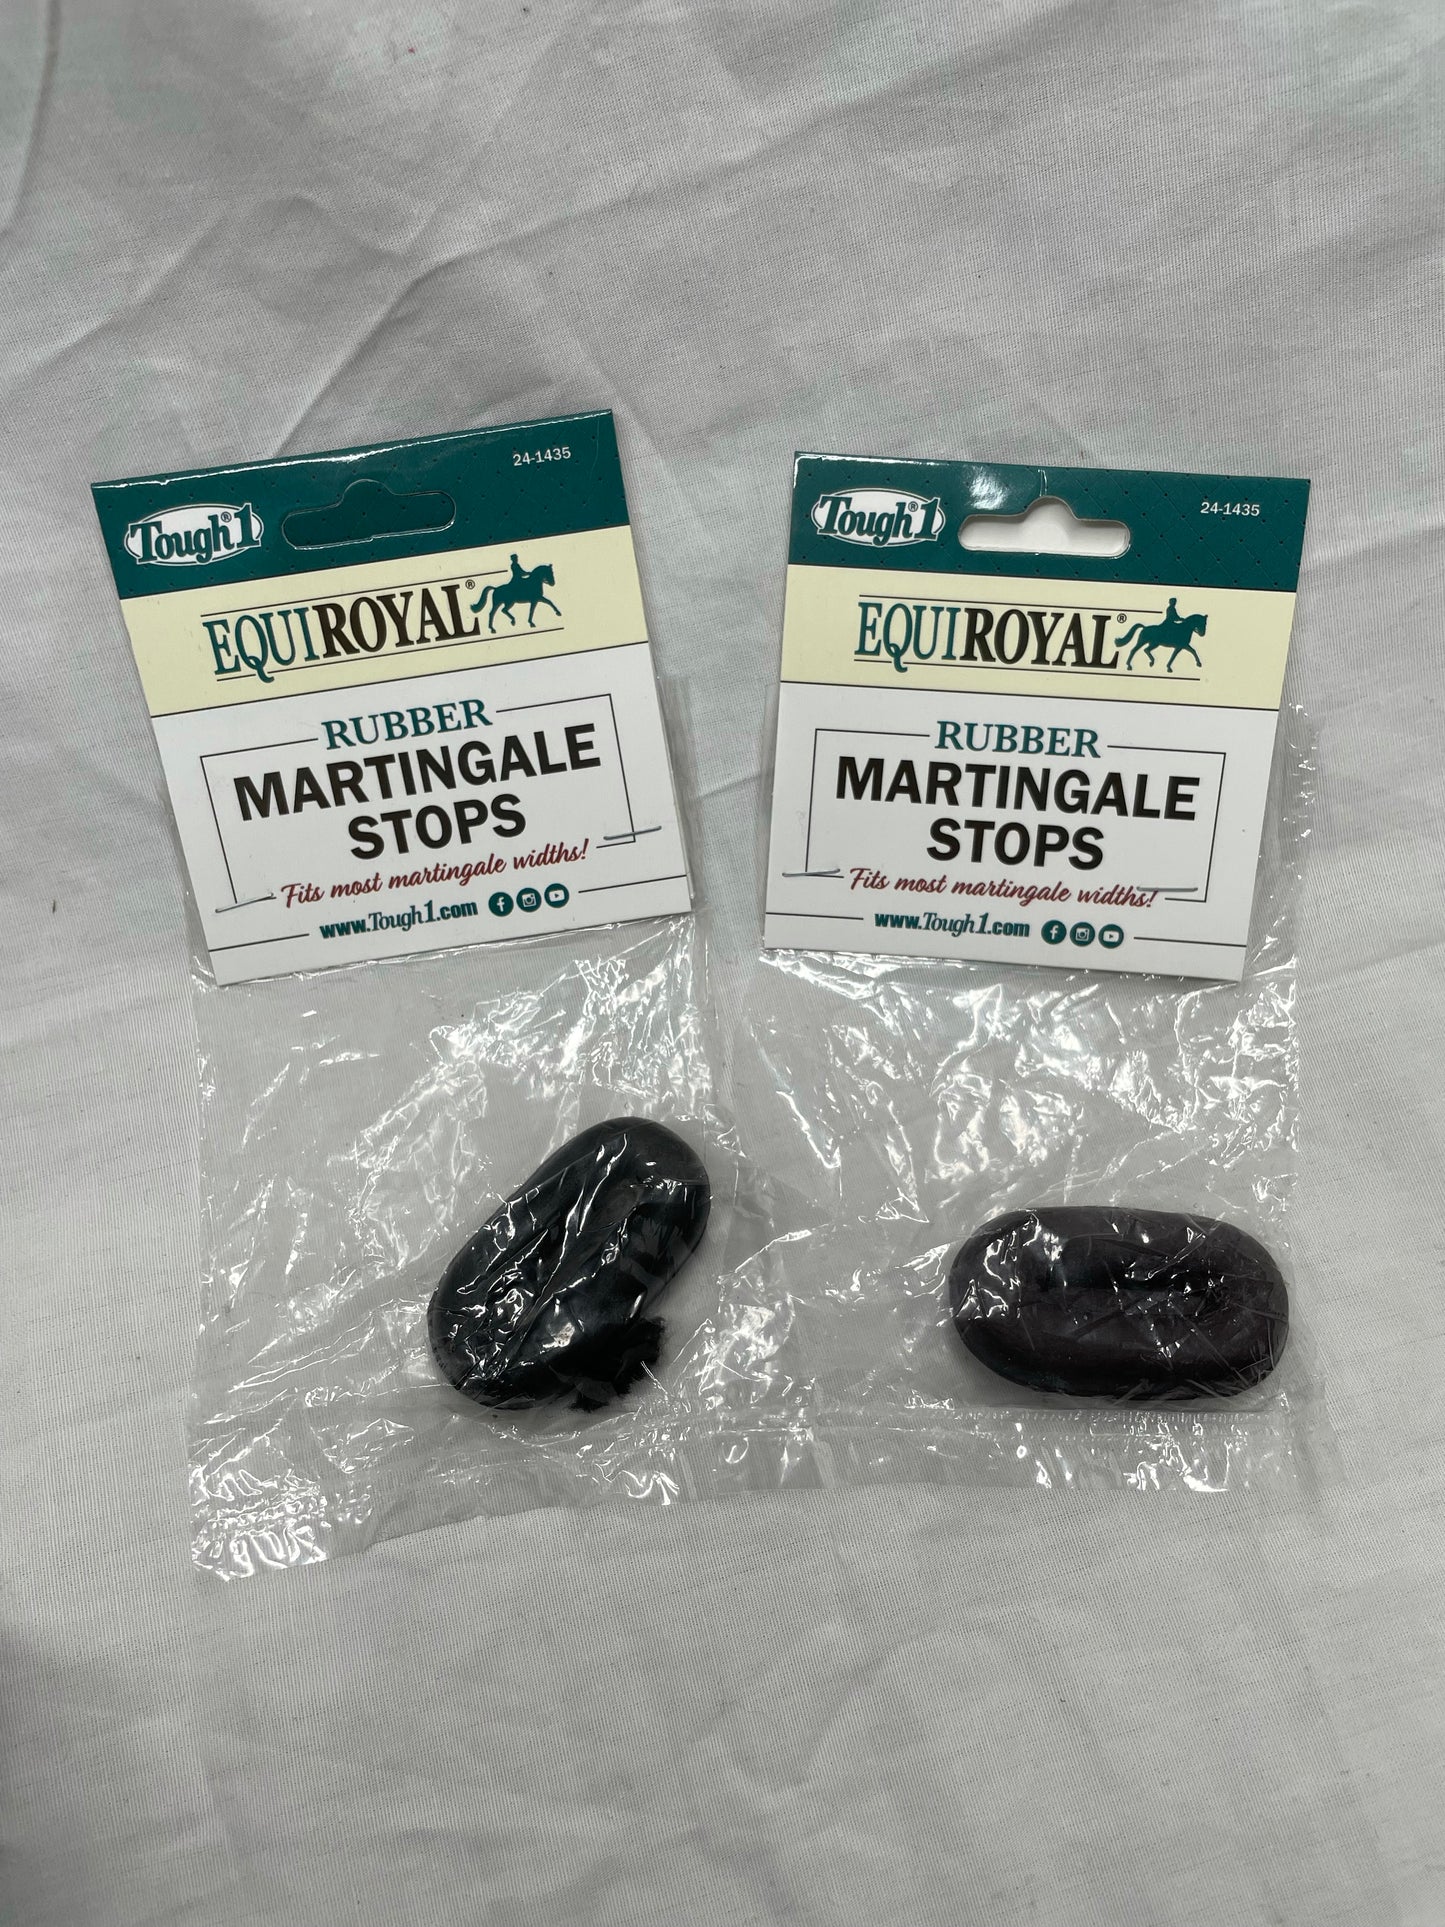 24-1435
Tough®1
EQUIROYAL®
RUBBER
MARTINGALE
STOPS
Fits most martingale widths!
www.Tough1.com
24-1435
Tough®1
EQUIROYAL®
RUBBER
MARTINGALE
STOPS
Fits most martingale widths!
www.Tough1.com